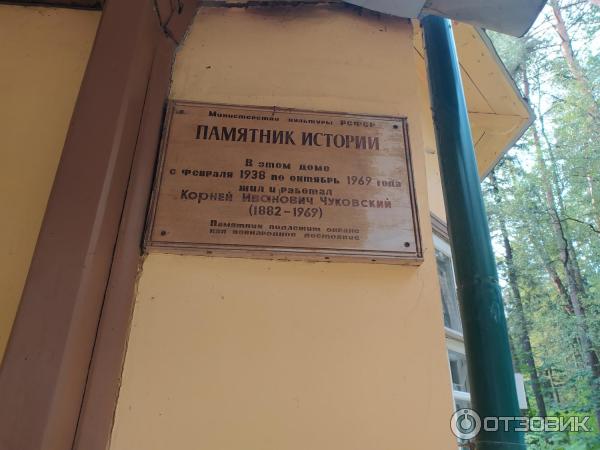 Министерство культуры РСФСР
ПАМЯТНИК ИСТОРИИ
В этом доме
с февраля 1938 по октябрь 1969 года
жил и работал
Корней Иванович Чуковский
(1882-1969)
Памятник подлежит охране
как всенародное достояние
ОТЗОВИК